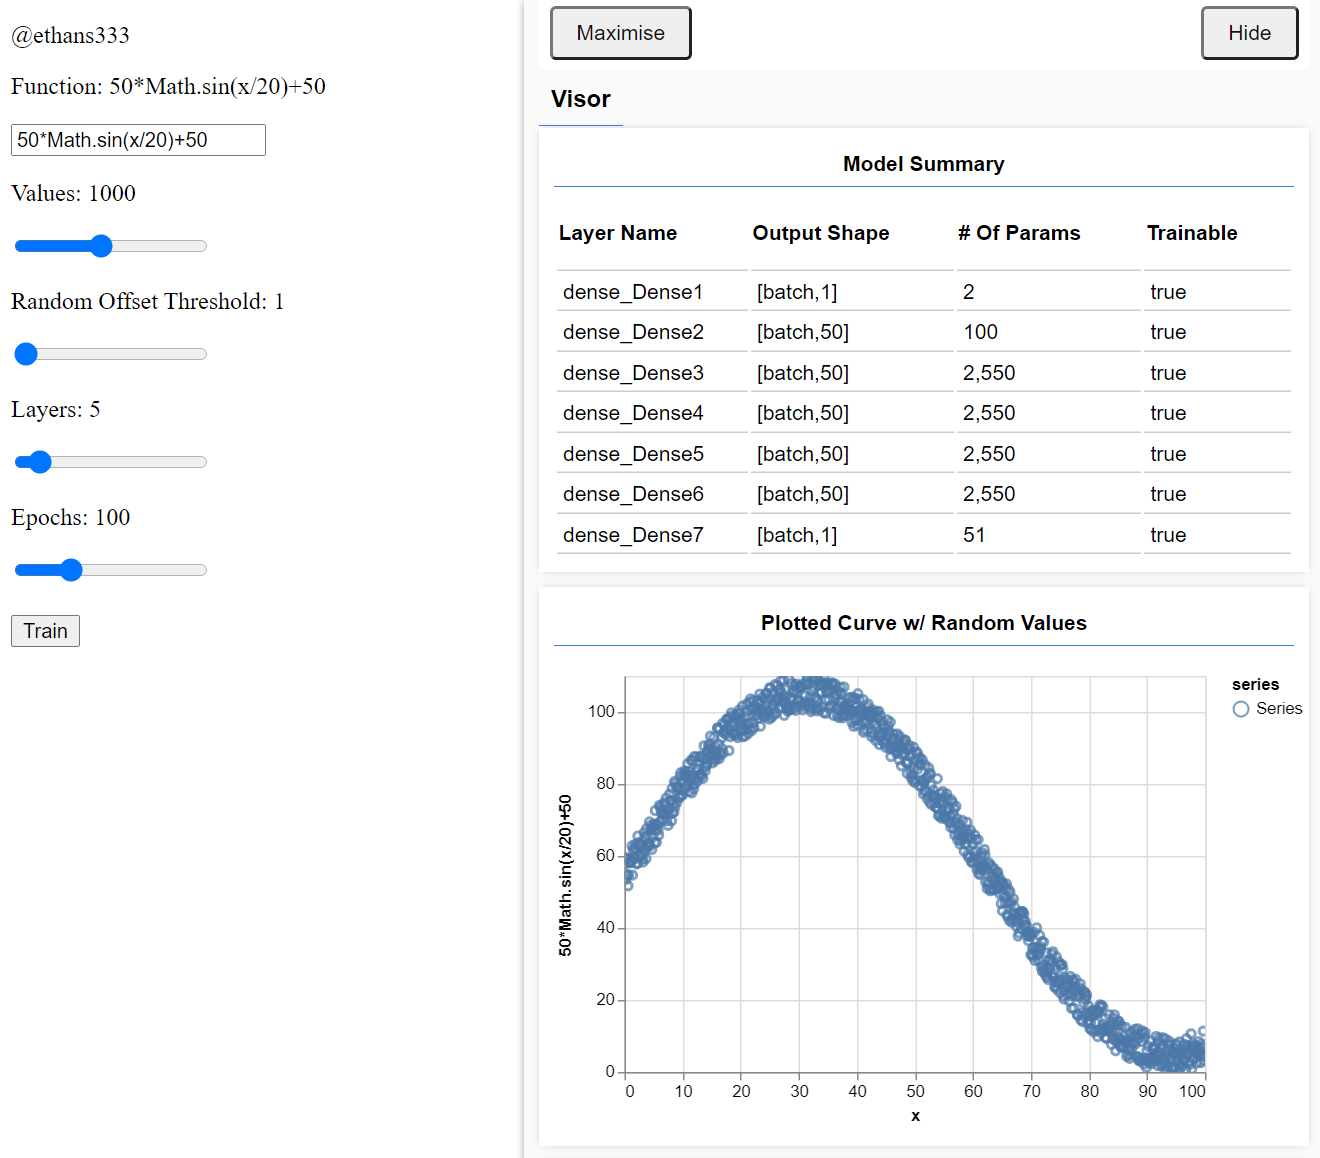 @ethans333
Function: 50*Math.sin(x/20)+50
50*Math.sin(x/20)+50
Values: 1000
Random Offset Threshold: 1
Layers: 5
Epochs: 100
Train
Maximise
Hide
Visor
Model Summary
Layer Name Output Shape # Of Params Trainable
dense_Dense1 [batch,1] 2 true
dense_Dense2 [batch,50] 100 true
dense_Dense3 [batch,50] 2,550 true
dense_Dense4 [batch,50] 2,550 true
dense_Dense5 [batch,50] 2,550 true
dense_Dense6 [batch,50] 2,550 true
dense_Dense7 [batch,1] 51 true
Plotted Curve w/ Random Values
series
Series
50*Math.sin(x/20)+50
100
80
60
40
20
0
0 10 20 30 40 50 60 70 80 90 100
x